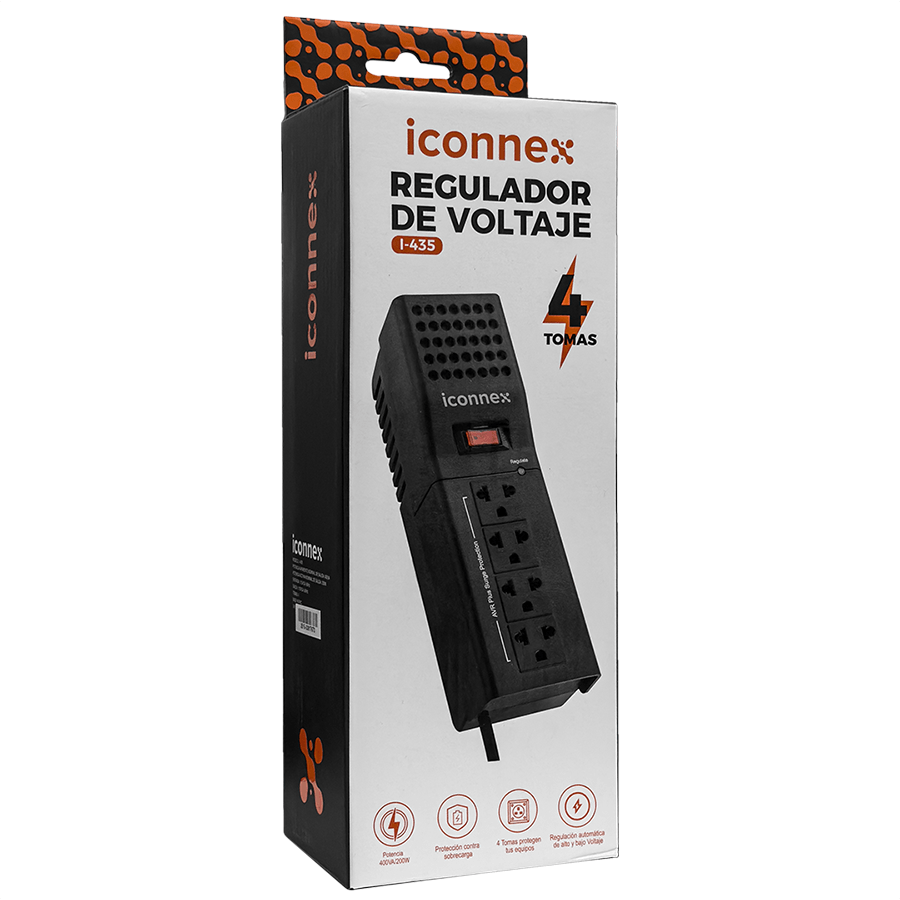 iconnex
REGULADOR
DE VOLTAJE
I-435
4
TOMAS
iconnex
Regulate
AVR Plus Surge Protection
Potencia
400VA/200W
Protección contra
sobrecarga
4 Tomas protegen
tus equipos
Regulación automática
de alto y bajo Voltaje
iconnex
iconnex